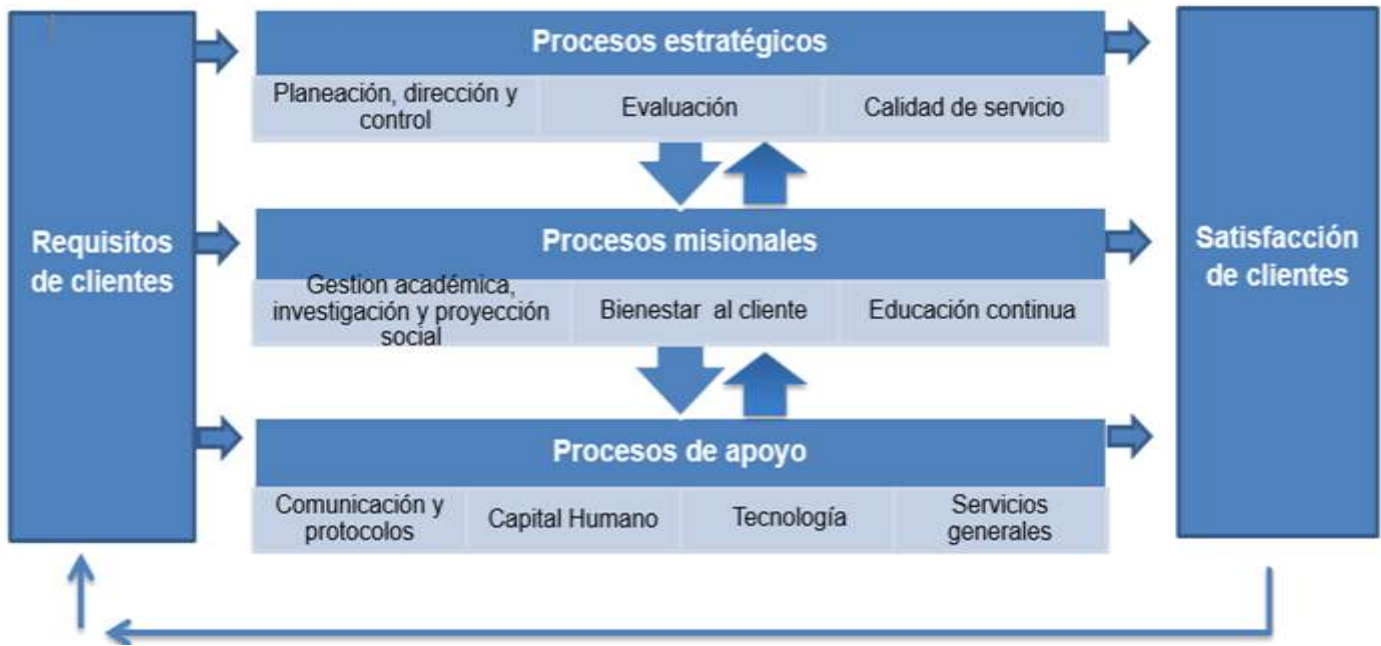 Requisitos
de clientes
Procesos estratégicos
Planeación, dirección y
control
Evaluación
Calidad de servicio
Procesos misionales
Gestion académica,
investigación y proyección
social
Bienestar al cliente
Educación continua
Procesos de apoyo
Comunicación y
protocolos
Capital Humano
Tecnología
Servicios
generales
Satisfacción
de clientes